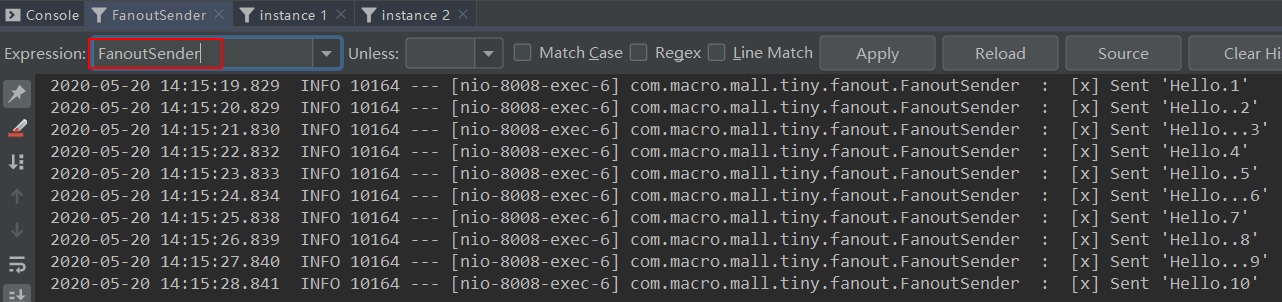 Console FanoutSender instance 1 instance 2
Expression: FanoutSender Unless: Match Case Regex Line Match Apply Reload Source Clear Hi
2020-05-20 14:15:19.829 INFO 10164 --- [nio-8008-exec-6] com.macro.mall.tiny.fanout.FanoutSender : [x] Sent 'Hello.1'
2020-05-20 14:15:20.829 INFO 10164 --- [nio-8008-exec-6] com.macro.mall.tiny.fanout.FanoutSender : [x] Sent 'Hello..2'
2020-05-20 14:15:21.830 INFO 10164 --- [nio-8008-exec-6] com.macro.mall.tiny.fanout.FanoutSender : [x] Sent 'Hello...3'
2020-05-20 14:15:22.832 INFO 10164 --- [nio-8008-exec-6] com.macro.mall.tiny.fanout.FanoutSender : [x] Sent 'Hello.4'
2020-05-20 14:15:23.833 INFO 10164 --- [nio-8008-exec-6] com.macro.mall.tiny.fanout.FanoutSender : [x] Sent 'Hello..5'
2020-05-20 14:15:24.834 INFO 10164 --- [nio-8008-exec-6] com.macro.mall.tiny.fanout.FanoutSender : [x] Sent 'Hello...6'
2020-05-20 14:15:25.838 INFO 10164 --- [nio-8008-exec-6] com.macro.mall.tiny.fanout.FanoutSender : [x] Sent 'Hello.7'
2020-05-20 14:15:26.839 INFO 10164 --- [nio-8008-exec-6] com.macro.mall.tiny.fanout.FanoutSender : [x] Sent 'Hello..8'
2020-05-20 14:15:27.840 INFO 10164 --- [nio-8008-exec-6] com.macro.mall.tiny.fanout.FanoutSender : [x] Sent 'Hello...9'
2020-05-20 14:15:28.841 INFO 10164 --- [nio-8008-exec-6] com.macro.mall.tiny.fanout.FanoutSender : [x] Sent 'Hello.10'